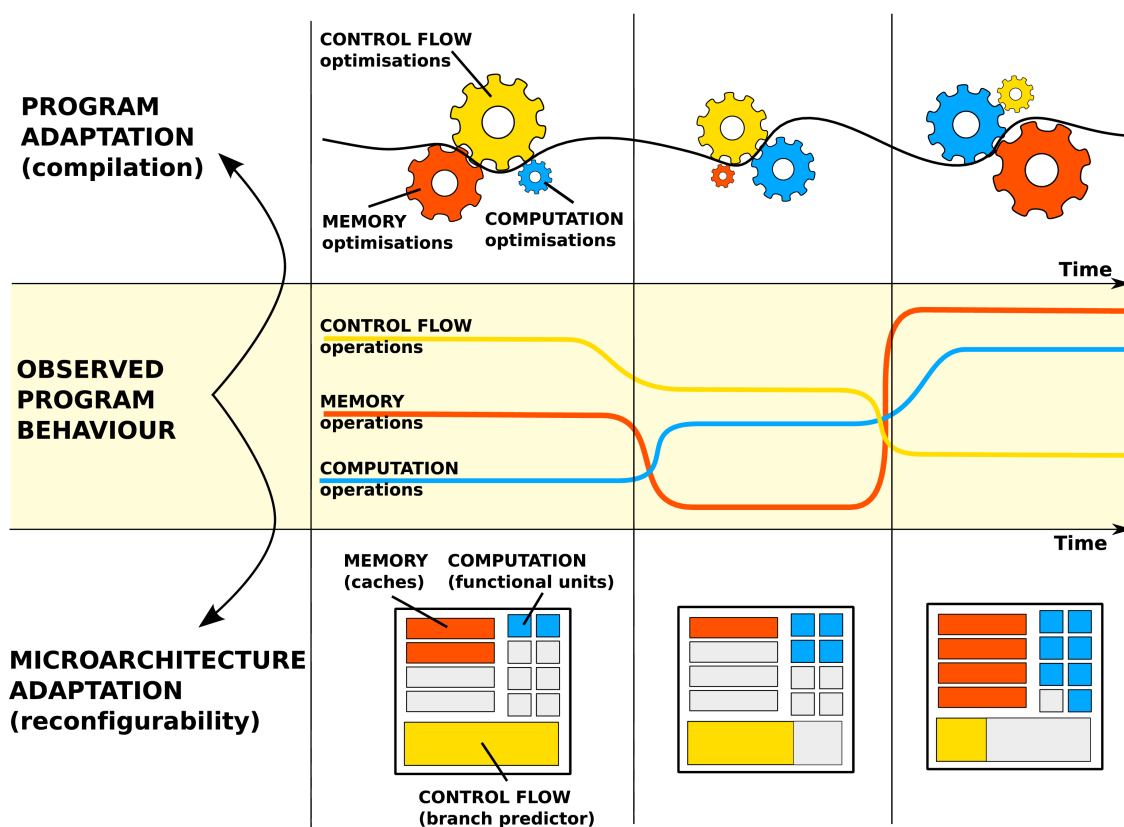 CONTROL FLOW
optimisations
PROGRAM
ADAPTATION
(compilation)
MEMORY
optimisations
COMPUTATION
optimisations
Time
CONTROL FLOW
operations
OBSERVED
PROGRAM
BEHAVIOUR
MEMORY
operations
COMPUTATION
operations
Time
MEMORY
(caches)
COMPUTATION
(functional units)
MICROARCHITECTURE
ADAPTATION
(reconfigurability)
CONTROL FLOW
(branch predictor)